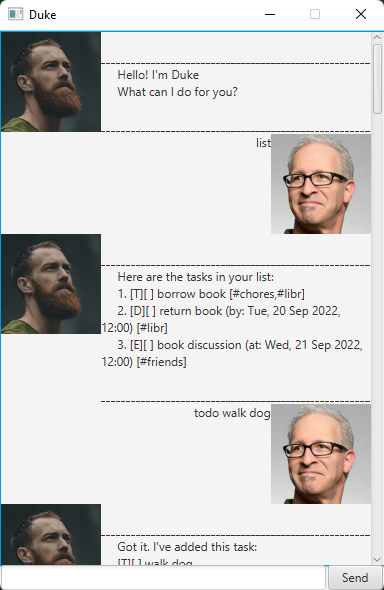 Duke
Hello! I'm Duke
What can I do for you?
list
Here are the tasks in your list:
1. [T][ ] borrow book [#chores,#libr]
2. [D][ ] return book (by: Tue, 20 Sep 2022,
12:00) [#libr]
3. [E][ ] book discussion (at: Wed, 21 Sep 2022,
12:00) [#friends]
todo walk dog
Got it. I've added this task:
[T][ ] walk dog
Send